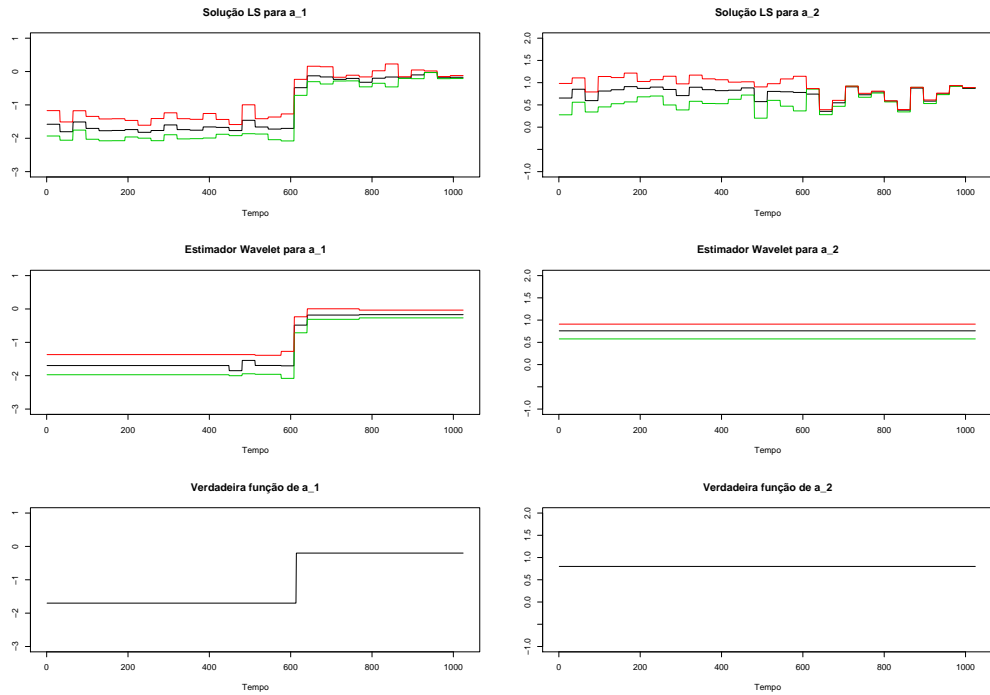 Solução LS para a_1
1
0
−1
−2
−3
0 200 400 600 800 1000
Tempo
Solução LS para a_2
2.0
1.5
1.0
0.5
0.0
−1.0
0 200 400 600 800 1000
Tempo
Estimador Wavelet para a_1
1
0
−1
−2
−3
0 200 400 600 800 1000
Tempo
Estimador Wavelet para a_2
2.0
1.5
1.0
0.5
0.0
−1.0
0 200 400 600 800 1000
Tempo
Verdadeira função de a_1
1
0
−1
−2
−3
0 200 400 600 800 1000
Tempo
Verdadeira função de a_2
2.0
1.5
1.0
0.5
0.0
−1.0
0 200 400 600 800 1000
Tempo